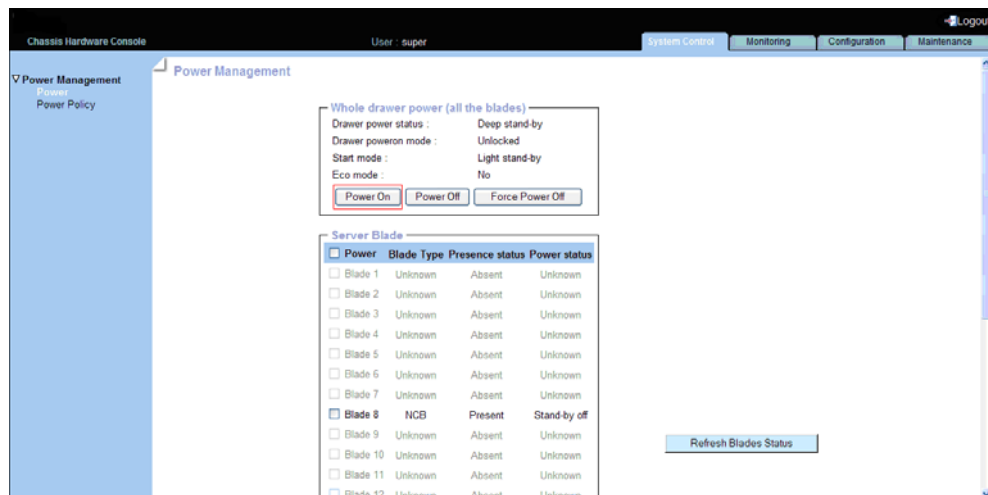 Logou
Chassis Hardware Console
User : super
System Control
Monitoring
Configuration
Maintenance
Power Management
Power
Power Policy
Power Management
Whole drawer power (all the blades)
Drawer power status : Deep stand-by
Drawer poweron mode : Unlocked
Start mode : Light stand-by
Eco mode : No
Power On Power Off Force Power Off
Server Blade
Power Blade Type Presence status Power status
Blade 1 Unknown Absent Unknown
Blade 2 Unknown Absent Unknown
Blade 3 Unknown Absent Unknown
Blade 4 Unknown Absent Unknown
Blade 5 Unknown Absent Unknown
Blade 6 Unknown Absent Unknown
Blade 7 Unknown Absent Unknown
Blade 8 NCB Present Stand-by off
Blade 9 Unknown Absent Unknown
Refresh Blades Status
Blade 10 Unknown Absent Unknown
Blade 11 Unknown Absent Unknown
Blade 12 Unknown Absent Unknown